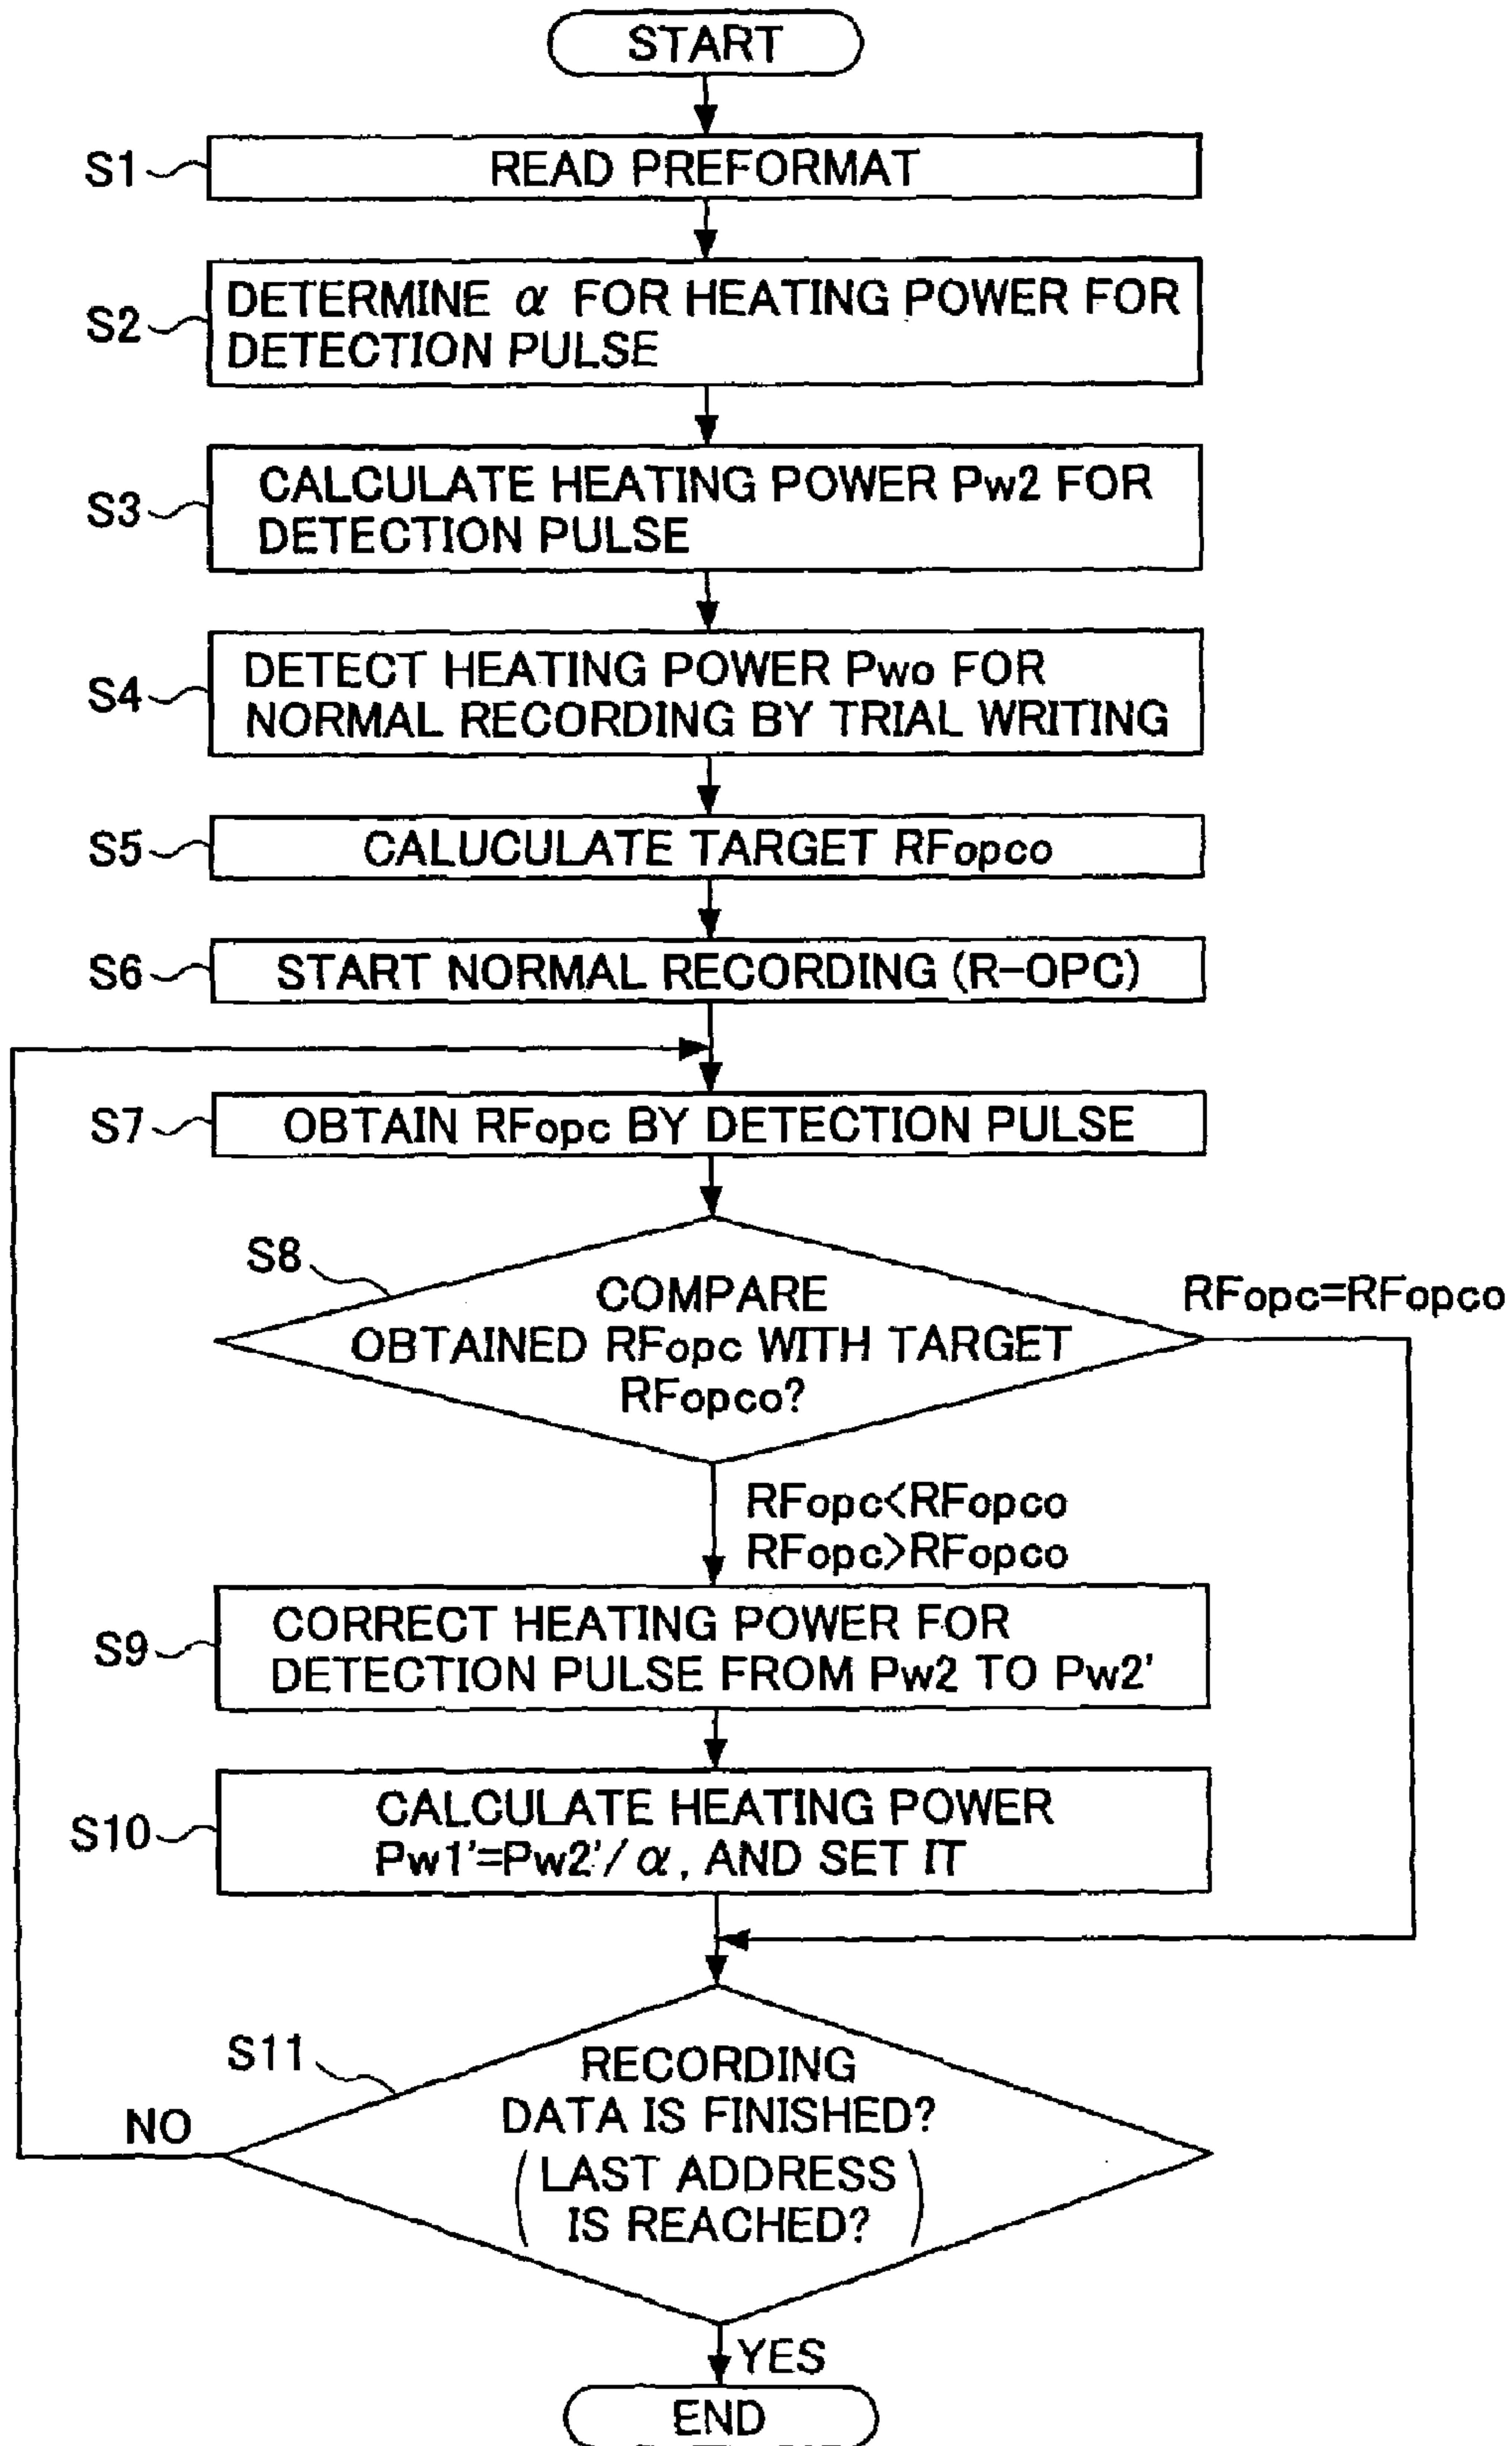 START
S1
READ PREFORMAT
S2
DETERMINE α FOR HEATING POWER FOR
DETECTION PULSE
S3
CALCULATE HEATING POWER Pw2 FOR
DETECTION PULSE
S4
DETECT HEATING POWER Pwo FOR
NORMAL RECORDING BY TRIAL WRITING
S5
CALUCULATE TARGET RFopco
S6
START NORMAL RECORDING (R-OPC)
S7
OBTAIN RFopc BY DETECTION PULSE
S8
COMPARE
OBTAINED RFopc WITH TARGET
RFopco?
RFopc=RFopco
RFopc<RFopco
RFopc>RFopco
S9
CORRECT HEATING POWER FOR
DETECTION PULSE FROM Pw2 TO Pw2'
S10
CALCULATE HEATING POWER
Pw1'=Pw2'/α, AND SET IT
S11
RECORDING
DATA IS FINISHED?
(LAST ADDRESS
IS REACHED?)
NO
YES
END